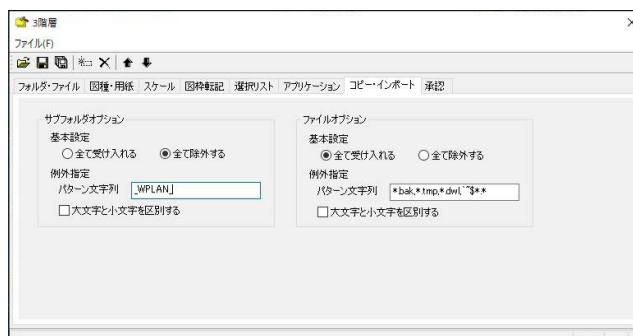 3階層
ファイル(F)
フォルダ・ファイル 図種・用紙 スケール 図枠転記 選択リスト アプリケーション コピー・インポート 承認
サブフォルダオプション
基本設定
全て受け入れる 全て除外する
例外指定
パターン文字列 _WPLAN_|
大文字と小文字を区別する
ファイルオプション
基本設定
全て受け入れる 全て除外する
例外指定
パターン文字列 *.bak,*.tmp,*.dwl,`~$*.*
大文字と小文字を区別する